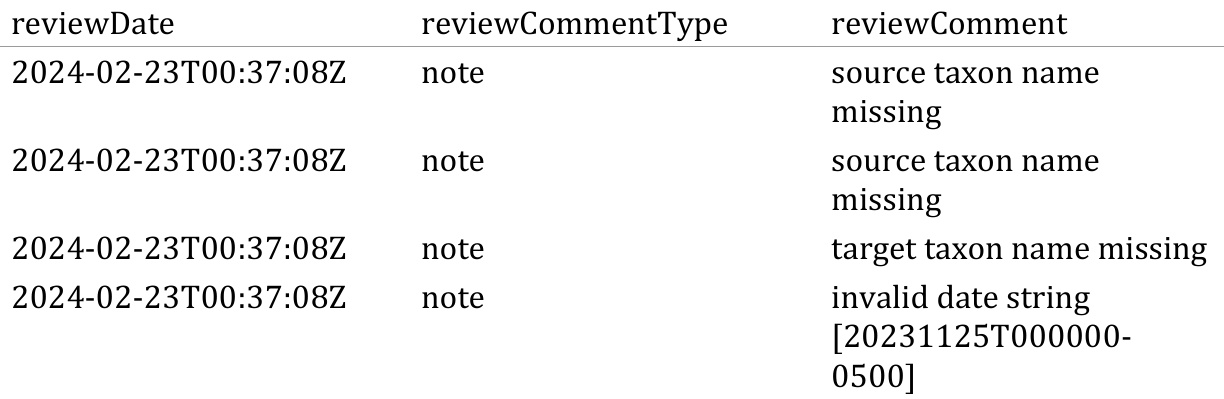 reviewDate reviewCommentType reviewComment
2024-02-23T00:37:08Z note source taxon name
missing
2024-02-23T00:37:08Z note source taxon name
missing
2024-02-23T00:37:08Z note target taxon name missing
2024-02-23T00:37:08Z note invalid date string
[20231125T000000-
0500]